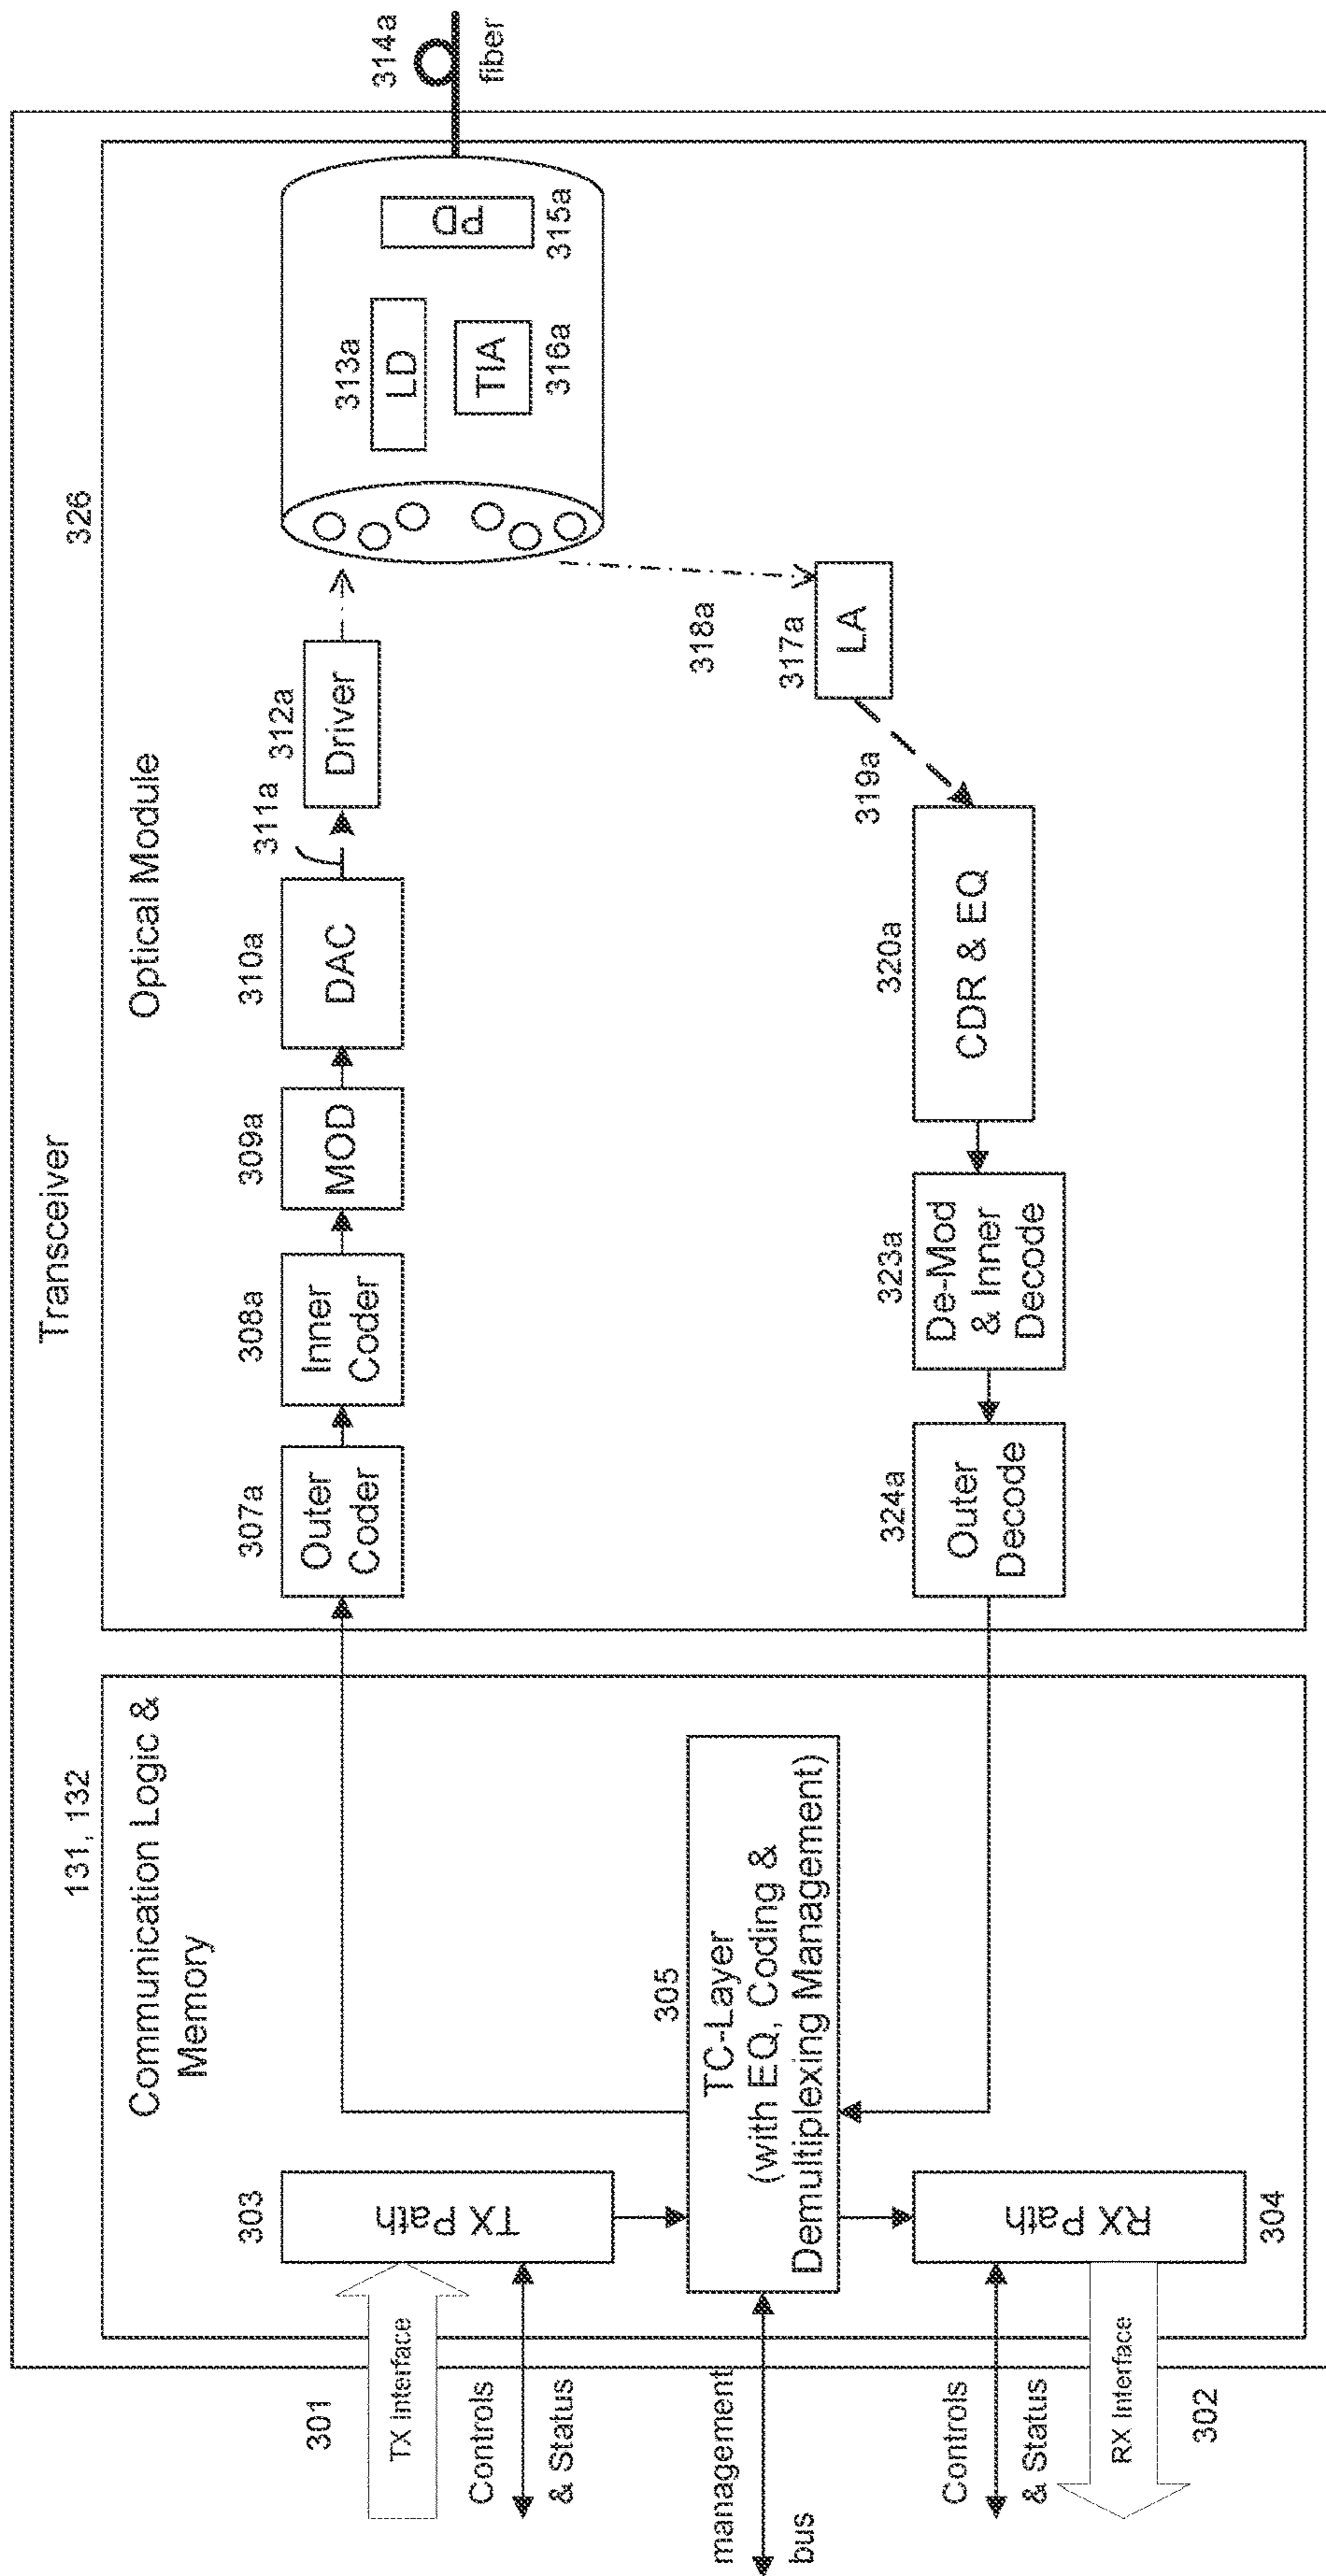 Transceiver
131, 132
326
Communication Logic &
Memory
Optical Module
301
TX Interface
Controls
& Status
303
TX Path
management
bus
305
TC-Layer
(with EQ, Coding &
Demultiplexing Management)
Controls
& Status
RX Interface
302
RX Path
304
307a
Outer
Coder
308a
Inner
Coder
309a
MOD
310a
DAC
311a
312a
Driver
313a
LD
TIA
316a
PD
315a
314a
fiber
318a
317a
LA
319a
320a
CDR & EQ
323a
De-Mod
& Inner
Decode
324a
Outer
Decode